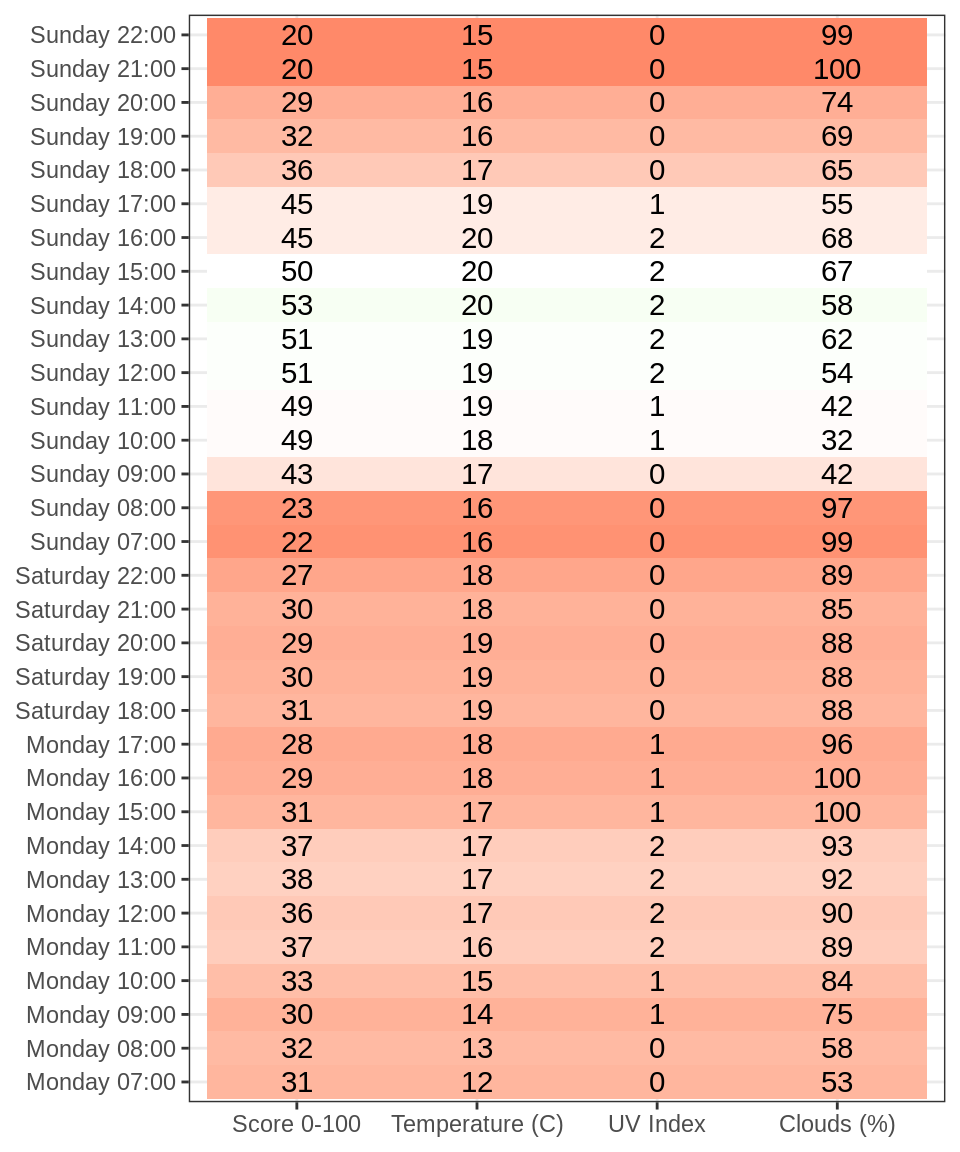 Sunday 22:00 20 15 0 99
Sunday 21:00 20 15 0 100
Sunday 20:00 29 16 0 74
Sunday 19:00 32 16 0 69
Sunday 18:00 36 17 0 65
Sunday 17:00 45 19 1 55
Sunday 16:00 45 20 2 68
Sunday 15:00 50 20 2 67
Sunday 14:00 53 20 2 58
Sunday 13:00 51 19 2 62
Sunday 12:00 51 19 2 54
Sunday 11:00 49 19 1 42
Sunday 10:00 49 18 1 32
Sunday 09:00 43 17 0 42
Sunday 08:00 23 16 0 97
Sunday 07:00 22 16 0 99
Saturday 22:00 27 18 0 89
Saturday 21:00 30 18 0 85
Saturday 20:00 29 19 0 88
Saturday 19:00 30 19 0 88
Saturday 18:00 31 19 0 88
Monday 17:00 28 18 1 96
Monday 16:00 29 18 1 100
Monday 15:00 31 17 1 100
Monday 14:00 37 17 2 93
Monday 13:00 38 17 2 92
Monday 12:00 36 17 2 90
Monday 11:00 37 16 2 89
Monday 10:00 33 15 1 84
Monday 09:00 30 14 1 75
Monday 08:00 32 13 0 58
Monday 07:00 31 12 0 53
Score 0-100 Temperature (C) UV Index Clouds (%)